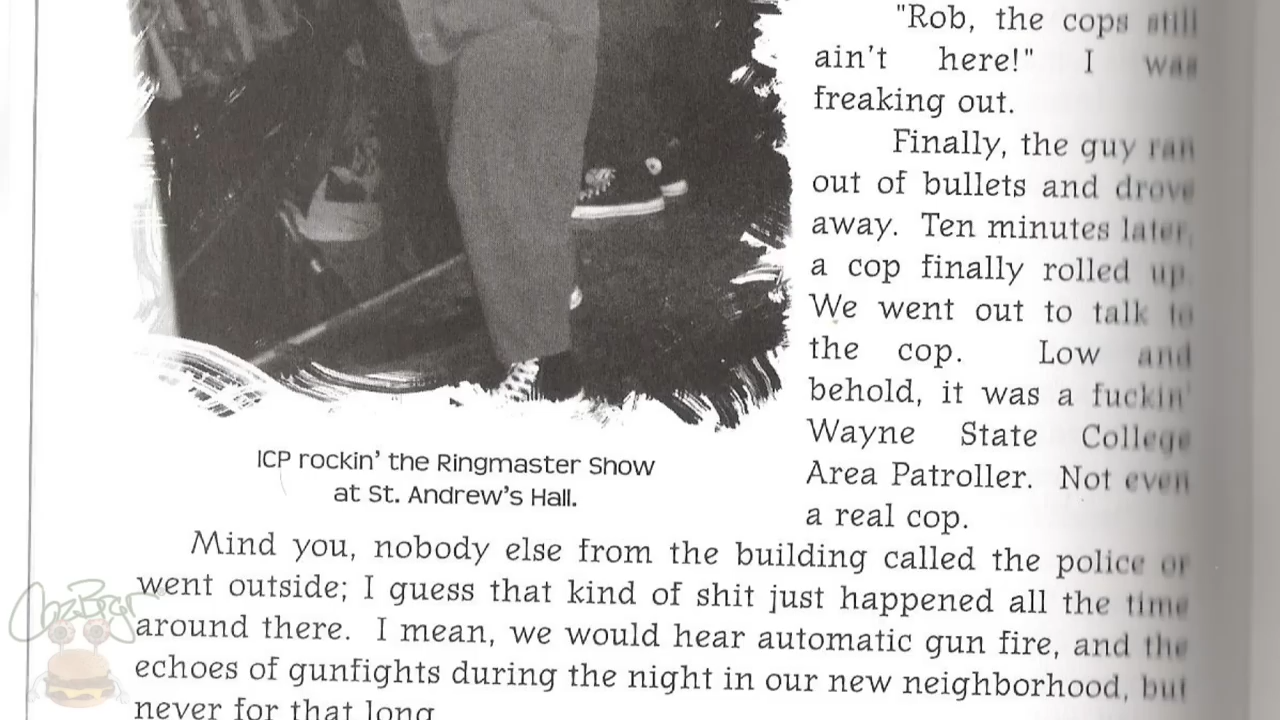 "Rob, the cops still
ain't here!" I was
freaking out.
Finally, the guy ran
out of bullets and drove
away. Ten minutes later,
a cop finally rolled up.
We went out to talk to
the cop. Low and
behold, it was a fuckin'
Wayne State College
Area Patroller. Not even
a real cop.
ICP rockin' the Ringmaster Show
at St. Andrew's Hall.
Mind you, nobody else from the building called the police or
went outside; I guess that kind of shit just happened all the time
around there. I mean, we would hear automatic gun fire, and the
echoes of gunfights during the night in our new neighborhood, but
never for that long